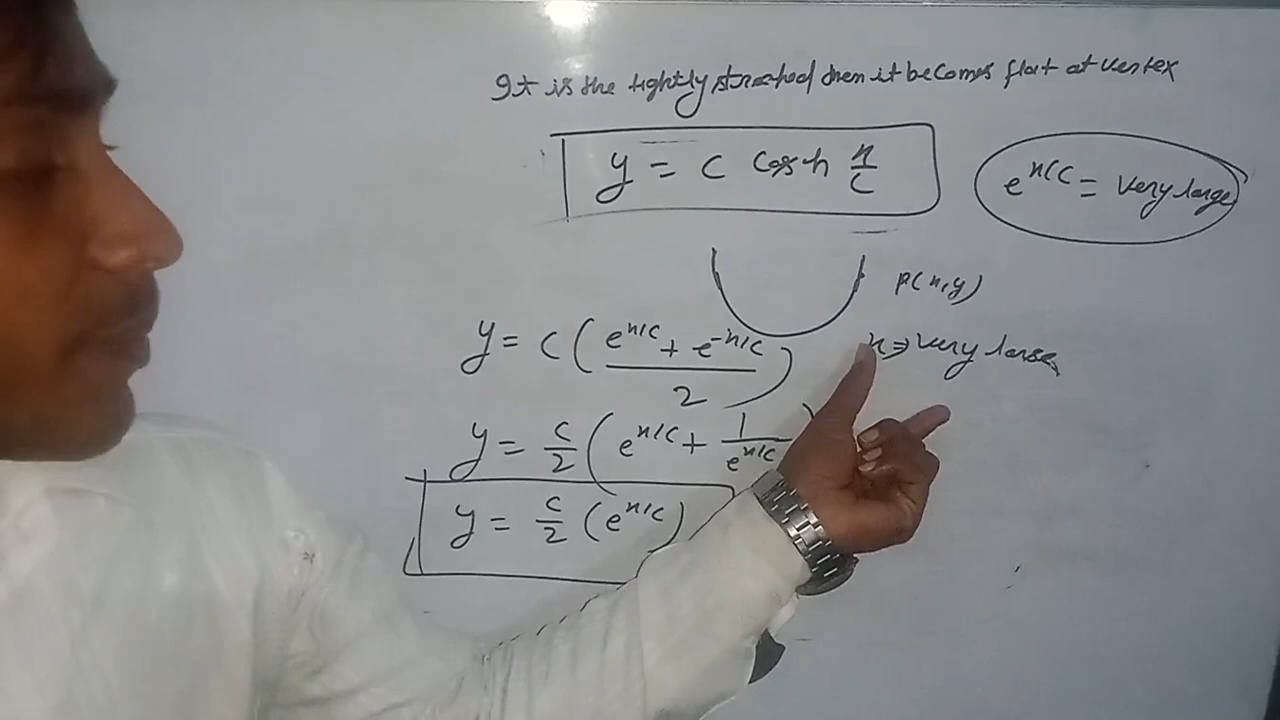 It is the tightly streched then it becomes flat at vertex
y = c cosh x/c
e^x/c = very large
P(x, y)
y = c (e^x/c + e^-x/c / 2)
x ⇒ very large
y = c/2 (e^x/c + 1/e^x/c)
y = c/2 (e^x/c)